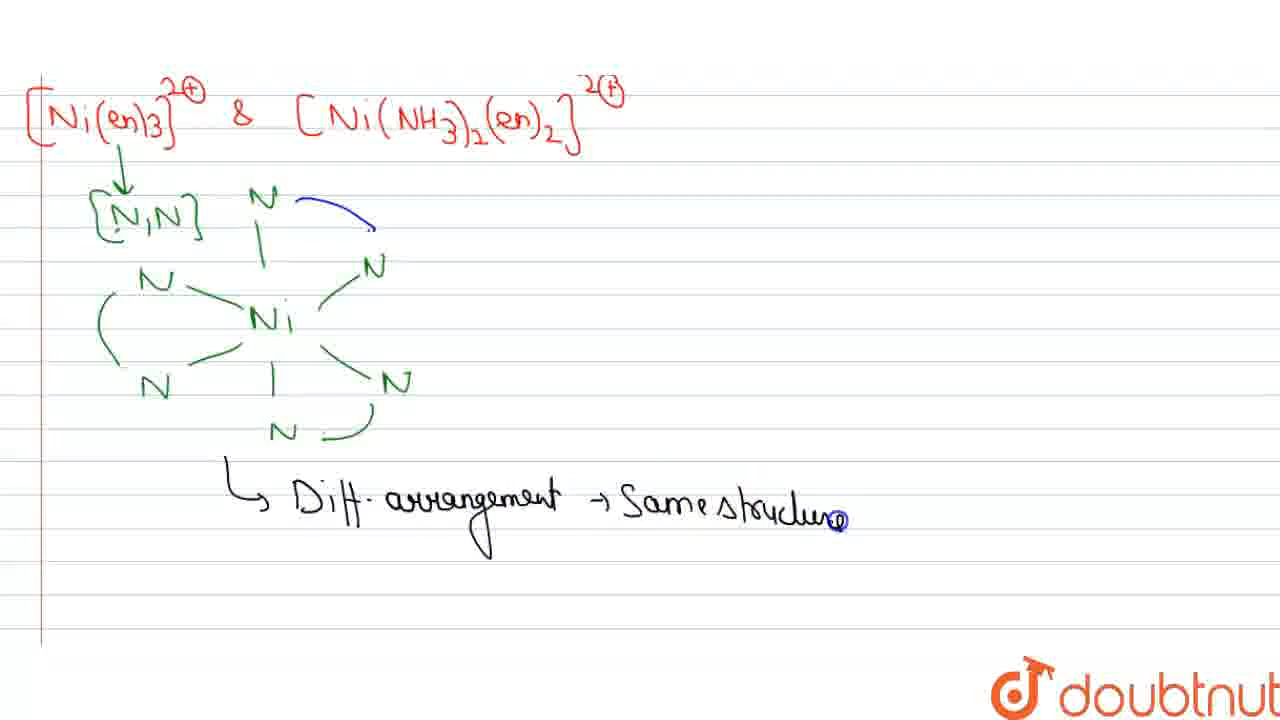 [Ni(en)3]2+ & [Ni(NH3)2(en)2]2+
[N,N]
N
N
N
Ni
N
N
N
↳ Diff. arrangement → Same structure
doubtnut